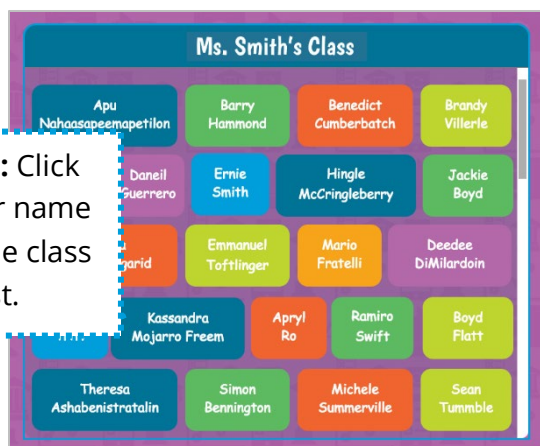 Ms. Smith's Class
Apu Barry Benedict Brandy
Nahaasapeemapetilon Hammond Cumberbatch Villerle
: Click
name
class
Daneil Ernie Hingle Jackie
Guerrero Smith McCringleberry Boyd
Emmanuel Mario Deedee
Toftlinger Fratelli DiMilardoin
Kassandra Apryl Ramiro Boyd
Mojarro Freem Ro Swift Flatt
Theresa Simon Michele Sean
Ashabenistratalin Bennington Summerville Tummble